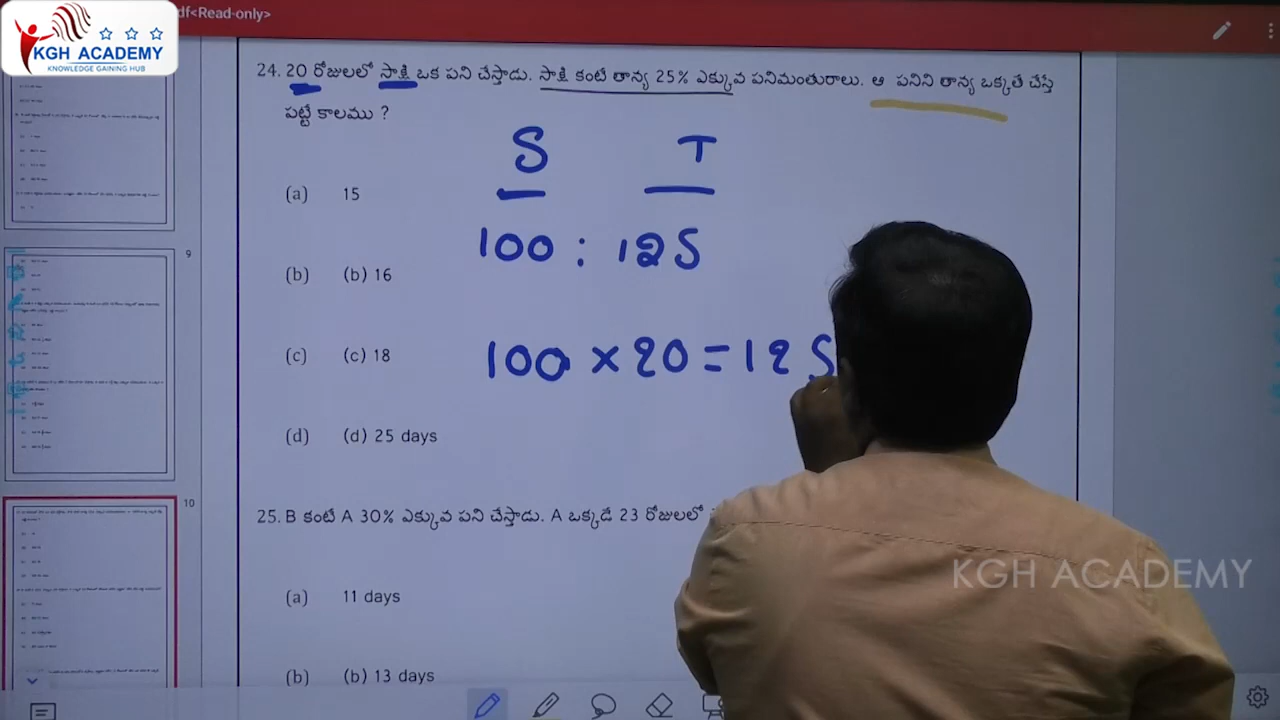 df<Read-only>
KGH ACADEMY
KNOWLEDGE GAINING HUB
24. 20 రోజులలో సాక్షి ఒక పని చేస్తాడు. సాక్షి కంటే తాన్య 25% ఎక్కువ పనిమంతురాలు. ఆ పనిని తాన్య ఒక్కతే చేస్తే
పట్టే కాలము ?
S T
(a) 15
100 : 125
(b) (b) 16
(c) (c) 18
100 × 20 = 125
(d) (d) 25 days
9
10
25. B కంటే A 30% ఎక్కువ పని చేస్తాడు. A ఒక్కడే 23 రోజులలో
KGH ACADEMY
(a) 11 days
(b) (b) 13 days